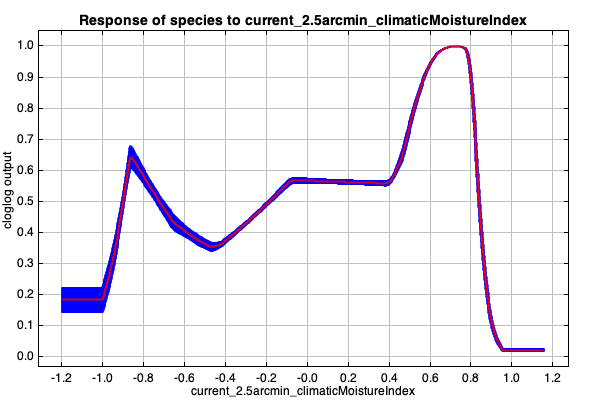 Response of species to current_2.5arcmin_climaticMoistureIndex
cloglog output
1.0
0.9
0.8
0.7
0.6
0.5
0.4
0.3
0.2
0.1
0.0
-1.2 -1.0 -0.8 -0.6 -0.4 -0.2 -0.0 0.2 0.4 0.6 0.8 1.0 1.2
current_2.5arcmin_climaticMoistureIndex